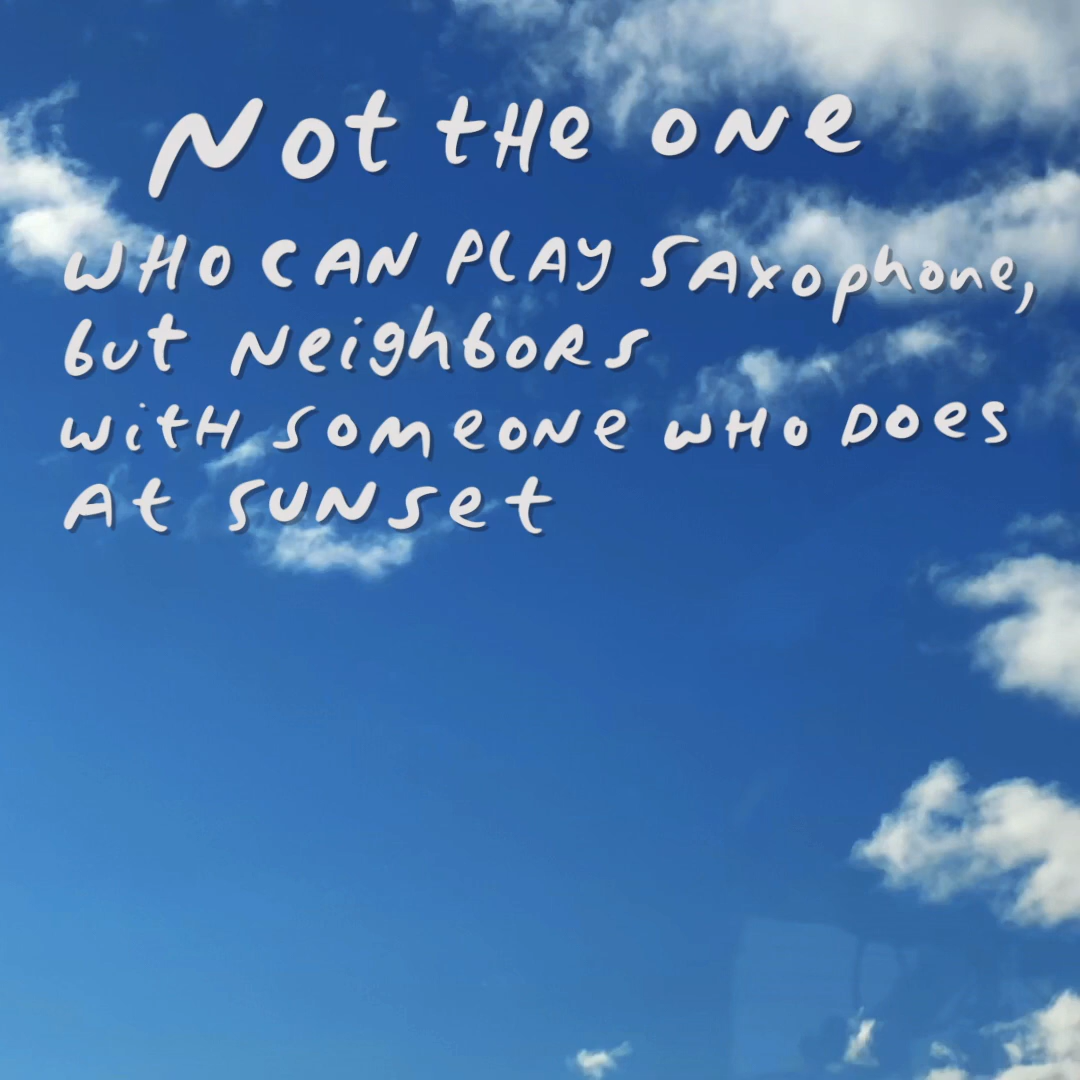 Not the one
who can play saxophone,
but neighbors
with someone who does
at sunset